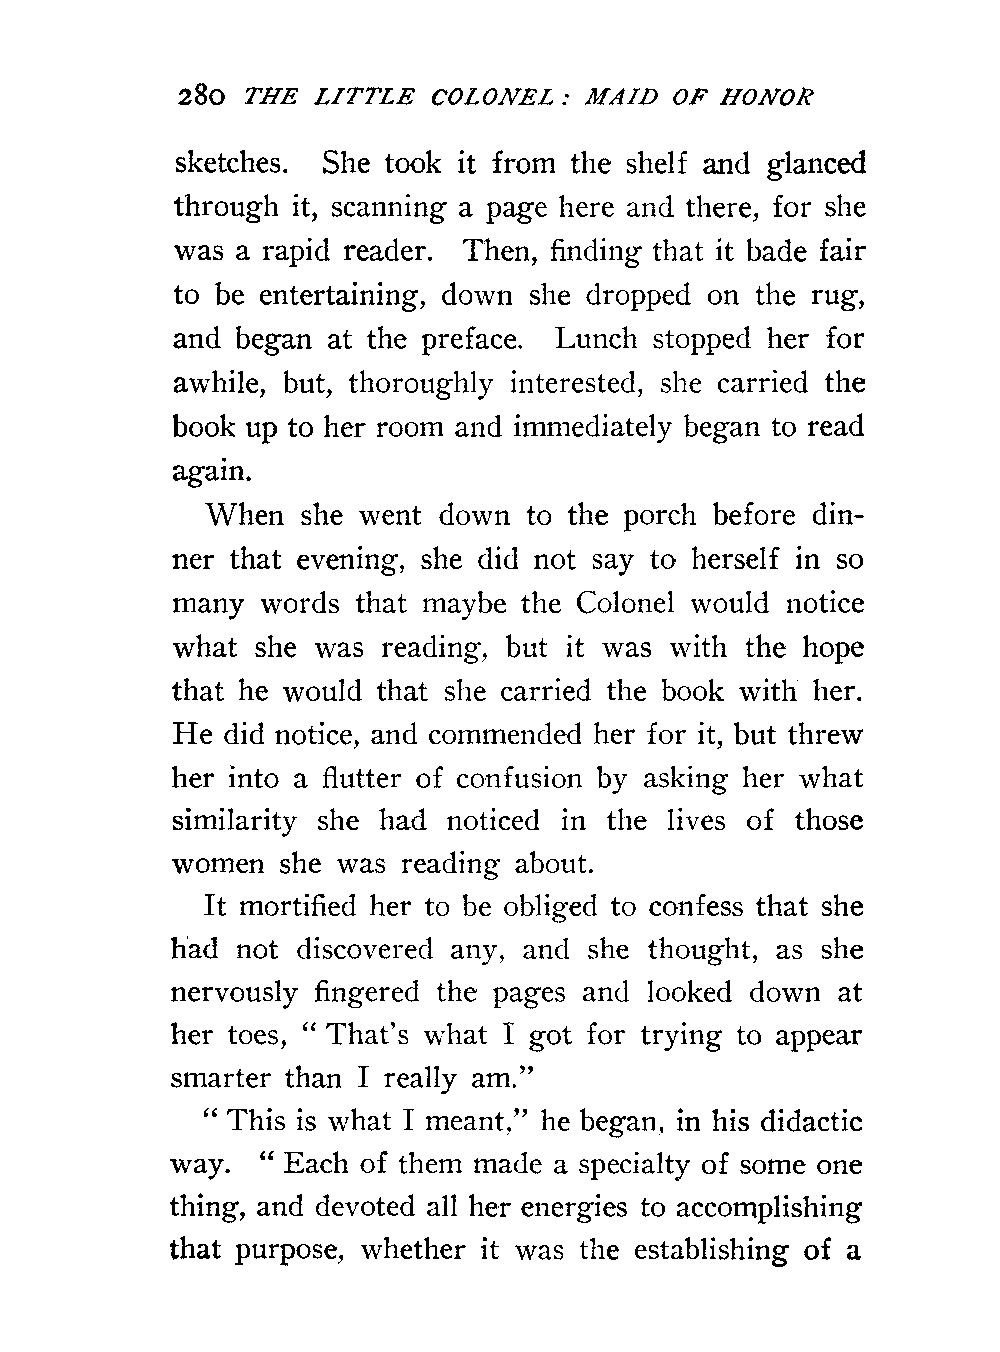 280 THE LITTLE COLONEL: MAID OF HONOR
sketches. She took it from the shelf and glanced
through it, scanning a page here and there, for she
was a rapid reader. Then, finding that it bade fair
to be entertaining, down she dropped on the rug,
and began at the preface. Lunch stopped her for
awhile, but, thoroughly interested, she carried the
book up to her room and immediately began to read
again.
When she went down to the porch before din-
ner that evening, she did not say to herself in so
many words that maybe the Colonel would notice
what she was reading, but it was with the hope
that he would that she carried the book with her.
He did notice, and commended her for it, but threw
her into a flutter of confusion by asking her what
similarity she had noticed in the lives of those
women she was reading about.
It mortified her to be obliged to confess that she
had not discovered any, and she thought, as she
nervously fingered the pages and looked down at
her toes, “ That’s what I got for trying to appear
smarter than I really am.”
“ This is what I meant,” he began, in his didactic
way. “ Each of them made a specialty of some one
thing, and devoted all her energies to accomplishing
that purpose, whether it was the establishing of a